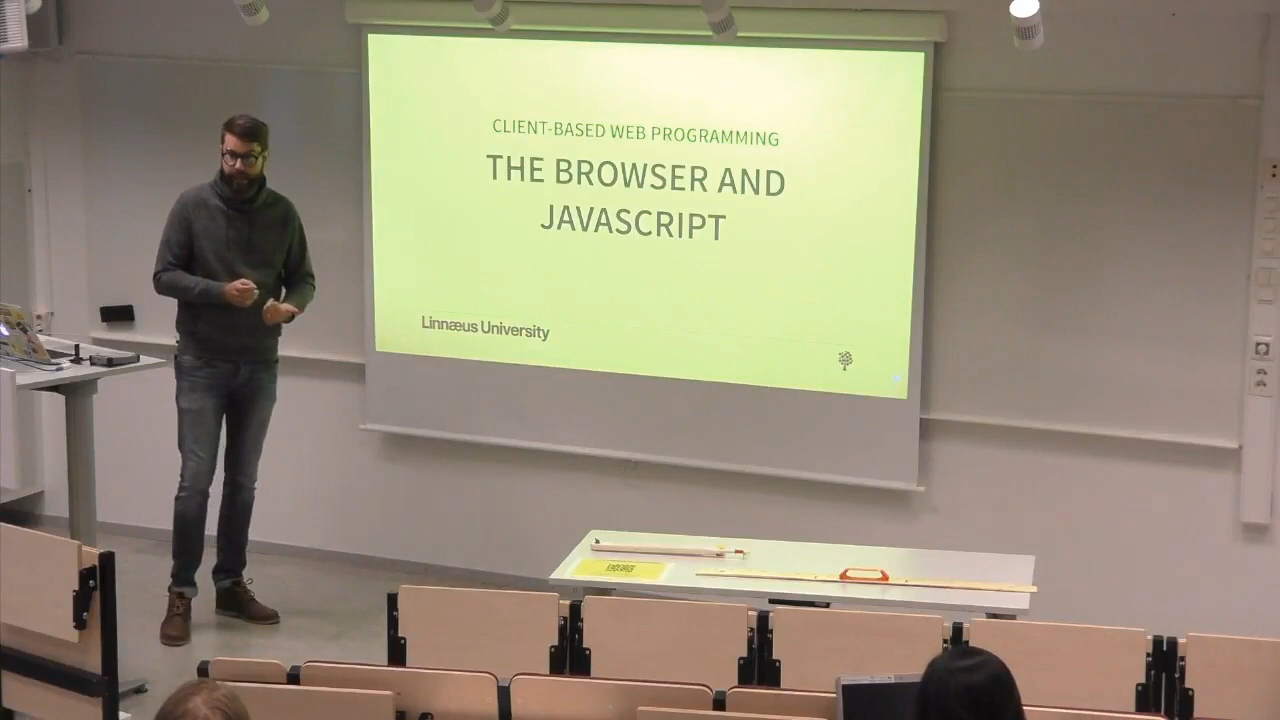 CLIENT-BASED WEB PROGRAMMING
THE BROWSER AND
JAVASCRIPT
Linnæus University